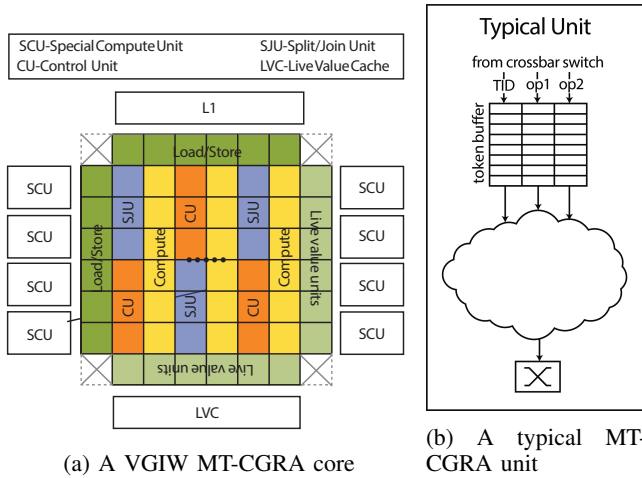 SCU-Special Compute Unit SJU-Split/Join Unit
CU-Control Unit LVC-Live Value Cache
L1
Load/Store
SCU
SCU
SCU
SCU
Load/Store
SJU
CU
SJU
Compute
Compute
CU
SJU
CU
Live value units
Live value units
SCU
SCU
SCU
SCU
LVC
(a) A VGIW MT-CGRA core
Typical Unit
from crossbar switch
TID op1 op2
token buffer
(b) A typical MT-
CGRA unit